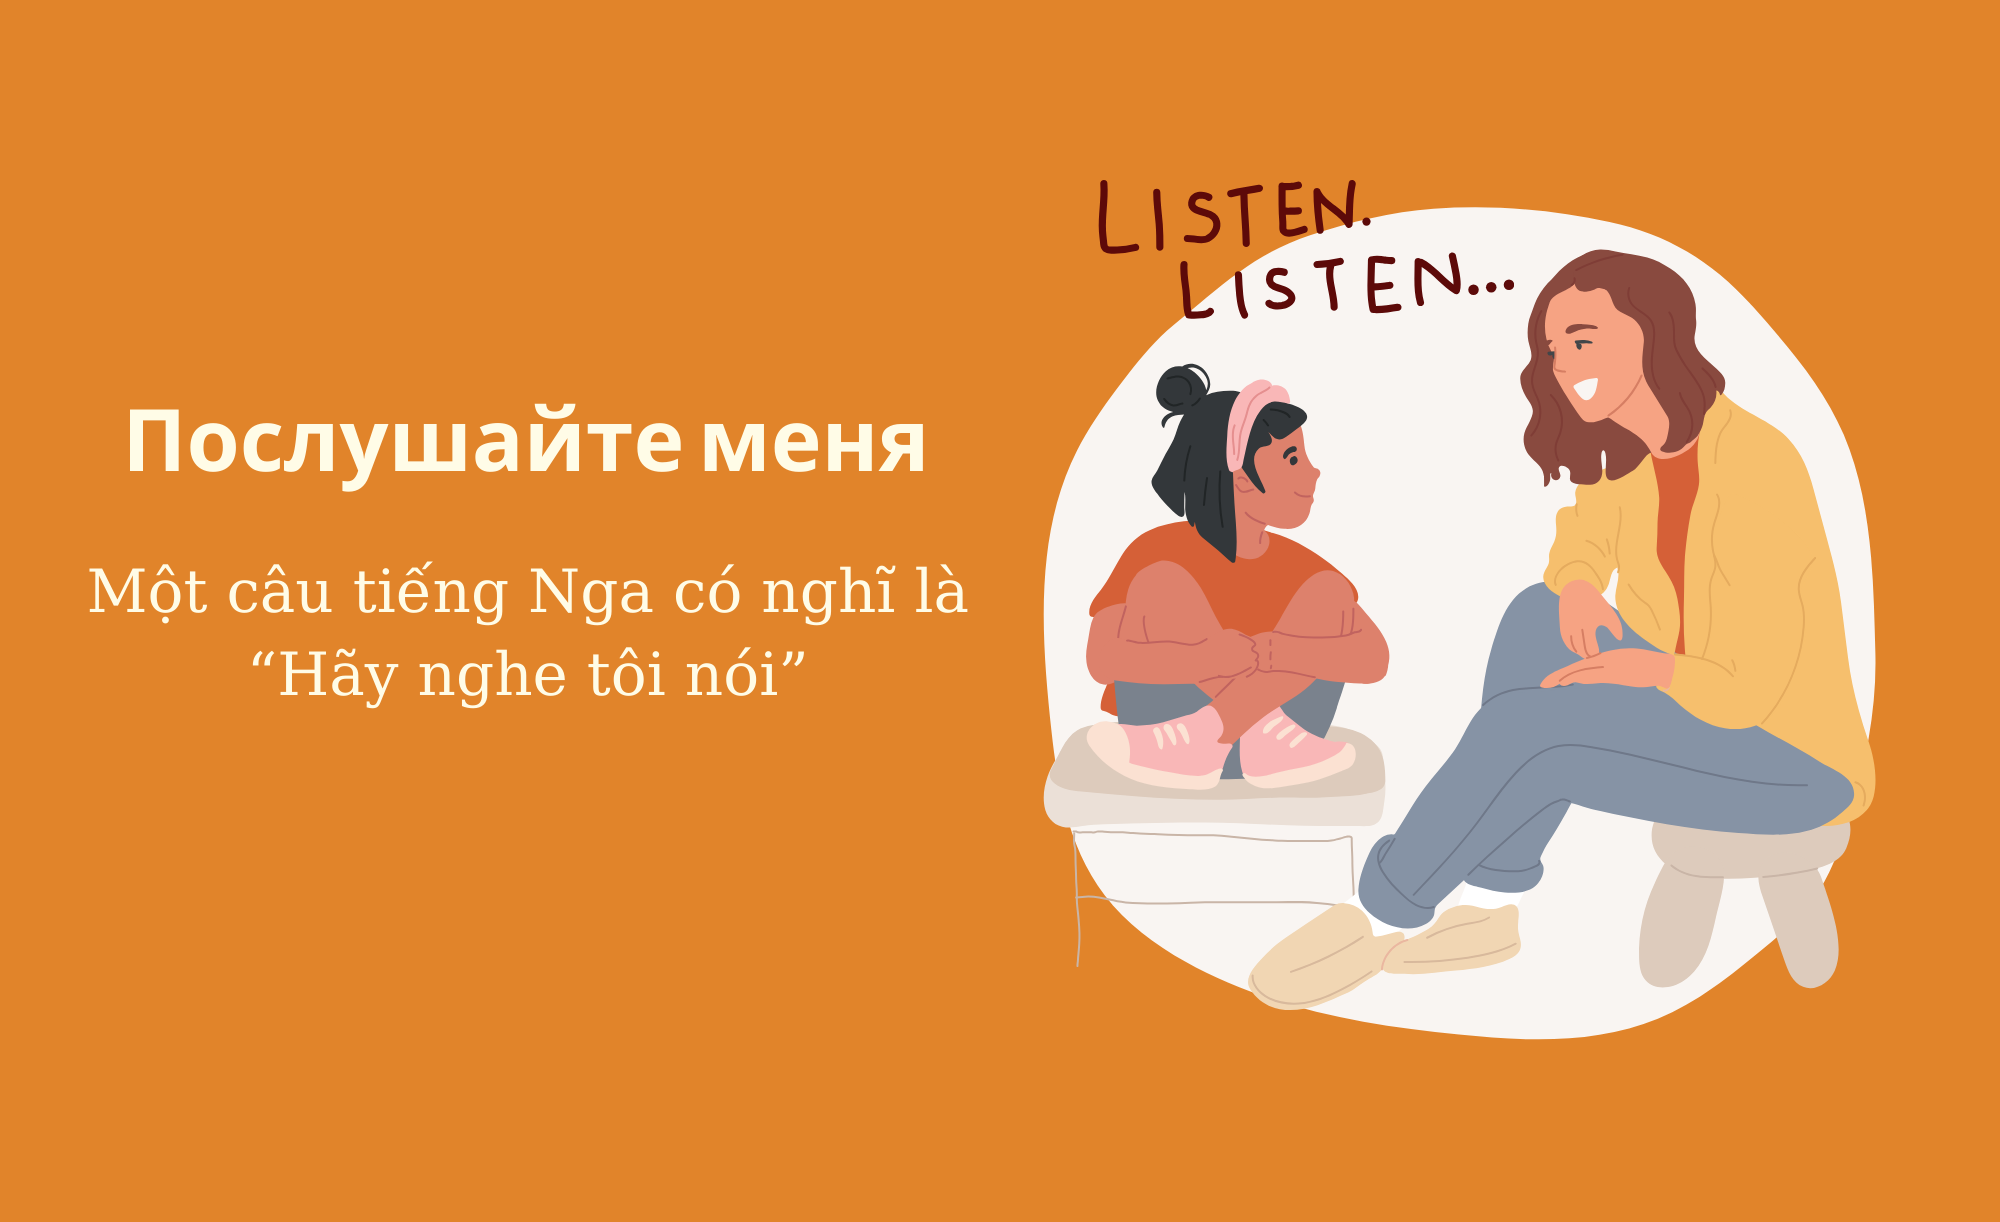 Послушайте меня
Một câu tiếng Nga có nghĩ là
“Hãy nghe tôi nói”
LISTEN.
LISTEN...